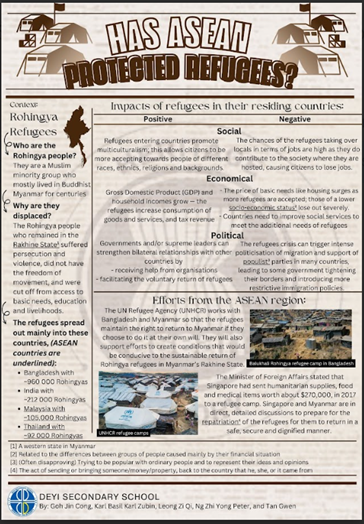 HAS ASEAN
PROTECTED REFUGEES?
Context:
Rohingya
Refugees
Who are the
Rohingya people?
They are a Muslim
minority group who
mostly lived in Buddhist
Myanmar for centuries
Why are they
displaced?
The Rohingya people
who remained in the
Rakhine State¹ suffered
persecution and
violence, did not have
the freedom of
movement, and were
cut off from access to
basic needs, education
and livelihoods.
The refugees spread
out mainly into these
countries, (ASEAN
countries are
underlined):
Bangladesh with
~960 000 Rohingyas
India with
~212 000 Rohingyas
Malaysia with
~105,000 Rohingyas
Thailand with
~92 000 Rohingyas
Impacts of refugees in their residing countries:
Positive
Negative
Social
Refugees entering countries promote
multiculturalism, this allows citizens to be
more accepting towards people of different
races, ethnics, religions and backgrounds.
The chances of the refugees taking over
locals in terms of jobs are high as they do
contribute to the society where they are
hosted, causing citizens to lose jobs.
Economical
Gross Domestic Product (GDP) and
household incomes grow – the
refugees increase consumption of
goods and services, and tax revenue
- The price of basic needs like housing surge as
more refugees are accepted; those of a lower
socio-economic status² lose out severely.
- Countries need to improve social services to
meet the additional needs of refugees
Political
Governments and/or supreme leaders can
strengthen bilateral relationships with other
countries by
- receiving help from organisations
- facilitating the voluntary return of refugees
The refugees crisis can trigger intense
politicisation of migration and support of
populist³ parties in many countries,
leading to some government tightening
their borders and introducing more
restrictive immigration policies.
Efforts from the ASEAN region:
The UN Refugee Agency (UNHCR) works with
Bangladesh and Myanmar so that the refugees
maintain the right to return to Myanmar if they
choose to do it at their own will. They will also
support efforts to create conditions that would
be conducive to the sustainable return of
Rohingya refugees in Myanmar's Rakhine State
Balukhali Rohingya refugee camp in Bangladesh
UNHCR refugee camps
The Minister of Foreign Affairs stated that
Singapore had sent humanitarian supplies, food
and medical items worth about $270,000, in 2017
to a refugee camp. Singapore and Myanmar are in
direct, detailed discussions to prepare for the
repatriation⁴ of the refugees for them to return in a
safe, secure and dignified manner.
[1] A western state in Myanmar
[2] Related to the differences between groups of people caused mainly by their financial situation
[3] (Often disapproving) Trying to be popular with ordinary people and to represent their ideas and opinions
[4] The act of sending or bringing someone/money/property, back to the country that he, she, or it came from
DEYI SECONDARY SCHOOL
By: Goh Jin Cong, Karl Basil Karl Zubin, Leong Zi Qi, Ng Zhi Yong Peter, and Tan Gwen